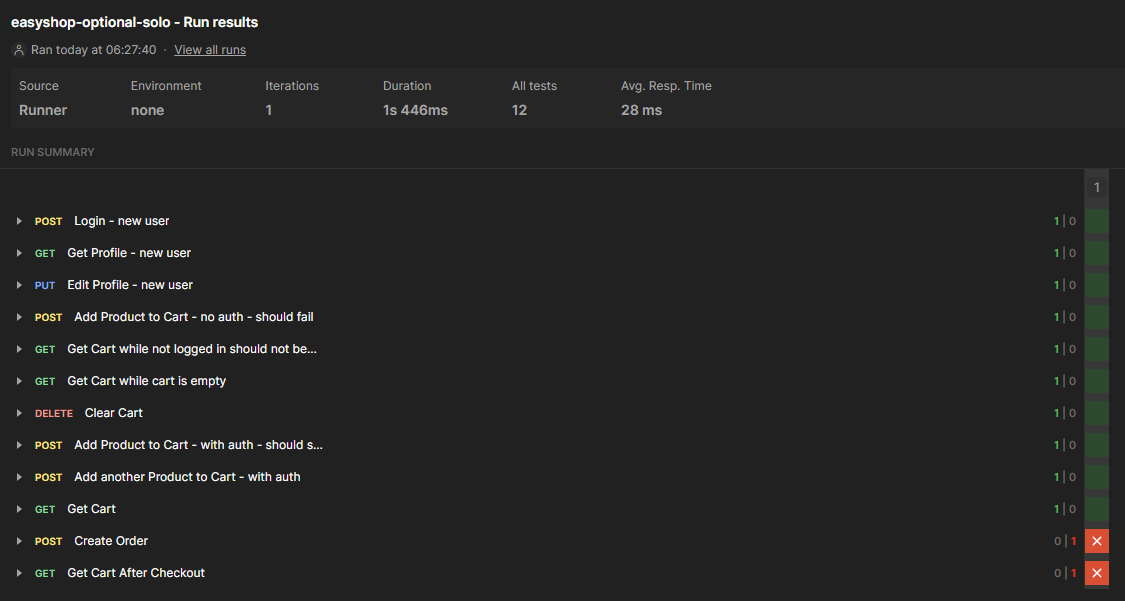 easyshop-optional-solo - Run results
Ran today at 06:27:40 · View all runs
Source Environment Iterations Duration All tests Avg. Resp. Time
Runner none 1 1s 446ms 12 28 ms
RUN SUMMARY
1
POST Login - new user 1 | 0
GET Get Profile - new user 1 | 0
PUT Edit Profile - new user 1 | 0
POST Add Product to Cart - no auth - should fail 1 | 0
GET Get Cart while not logged in should not be... 1 | 0
GET Get Cart while cart is empty 1 | 0
DELETE Clear Cart 1 | 0
POST Add Product to Cart - with auth - should s... 1 | 0
POST Add another Product to Cart - with auth 1 | 0
GET Get Cart 1 | 0
POST Create Order 0 | 1
GET Get Cart After Checkout 0 | 1